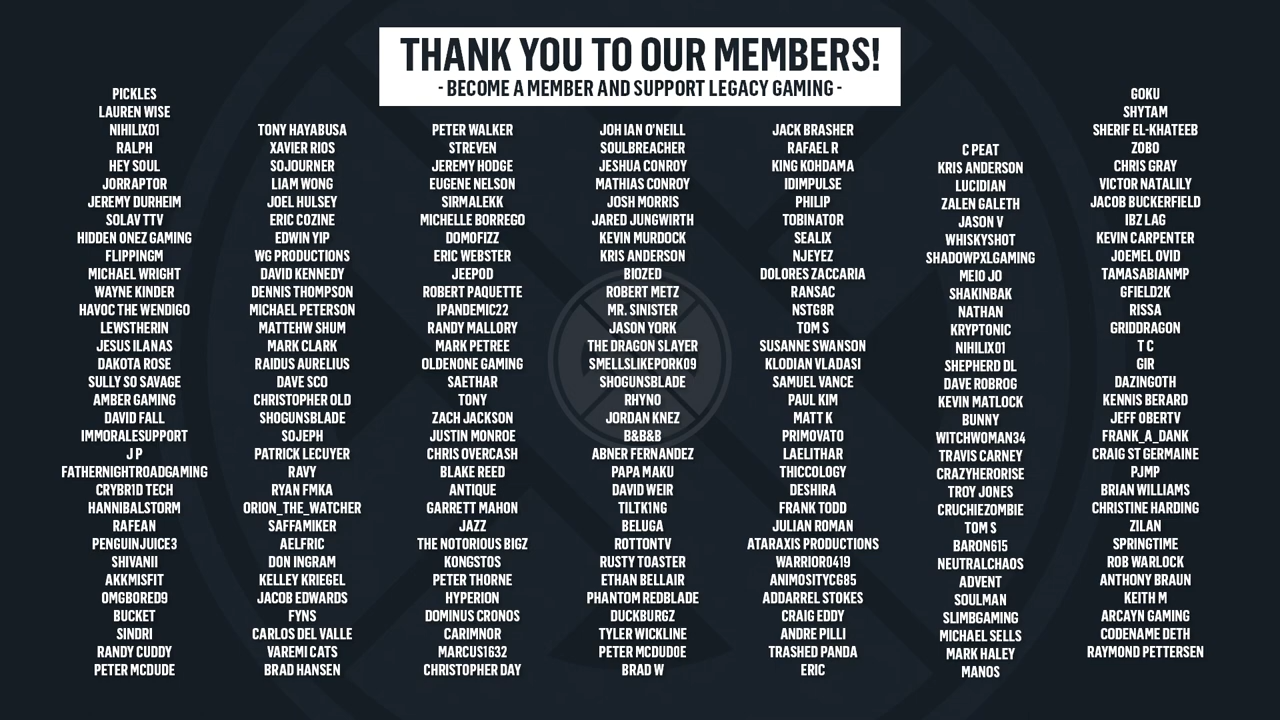 THANK YOU TO OUR MEMBERS!
- BECOME A MEMBER AND SUPPORT LEGACY GAMING -
PICKLES
LAUREN WISE
NIHILIX01
RALPH
HEY SOUL
JORRAPTOR
JEREMY DURHEIM
SOLAV TTV
HIDDEN ONEZ GAMING
FLIPPINGM
MICHAEL WRIGHT
WAYNE KINDER
HAVOC THE WENDIGO
LEWSTHERIN
JESUS ILANAS
DAKOTA ROSE
SULLY SO SAVAGE
AMBER GAMING
DAVID FALL
IMMORALESUPPORT
J P
FATHERNIGHTROADGAMING
CRYBR1D TECH
HANNIBALSTORM
RAFEAN
PENGUINJUICE3
SHIVANII
AKKMISFIT
OMGBORED9
BUCKET
SINDRI
RANDY CUDDY
PETER MCDUDE
TONY HAYABUSA
XAVIER RIOS
SOJOURNER
LIAM WONG
JOEL HULSEY
ERIC COZINE
EDWIN YIP
WG PRODUCTIONS
DAVID KENNEDY
DENNIS THOMPSON
MICHAEL PETERSON
MATTEHW SHUM
MARK CLARK
RAIDUS AURELIUS
DAVE SCO
CHRISTOPHER OLD
SHOGUNSBLADE
SOJEPH
PATRICK LECUYER
RAVY
RYAN FMKA
ORION_THE_WATCHER
SAFFAMIKER
AELFRIC
DON INGRAM
KELLEY KRIEGEL
JACOB EDWARDS
FYNS
CARLOS DEL VALLE
VAREMI CATS
BRAD HANSEN
PETER WALKER
STREVEN
JEREMY HODGE
EUGENE NELSON
SIRMALEKK
MICHELLE BORREGO
DOMOFIZZ
ERIC WEBSTER
JEEPOD
ROBERT PAQUETTE
IPANDEMIC22
RANDY MALLORY
MARK PETREE
OLDENONE GAMING
SAETHAR
TONY
ZACH JACKSON
JUSTIN MONROE
CHRIS OVERCASH
BLAKE REED
ANTIQUE
GARRETT MAHON
JAZZ
THE NOTORIOUS BIGZ
KONGSTOS
PETER THORNE
HYPERION
DOMINUS CRONOS
CARIMNOR
MARCUS1632
CHRISTOPHER DAY
JOH IAN O'NEILL
SOULBREACHER
JESHUA CONROY
MATHIAS CONROY
JOSH MORRIS
JARED JUNGWIRTH
KEVIN MURDOCK
KRIS ANDERSON
BIOZED
ROBERT METZ
MR. SINISTER
JASON YORK
THE DRAGON SLAYER
SMELLSLIKEPORK09
SHOGUNSBLADE
RHYNO
JORDAN KNEZ
B&B&B
ABNER FERNANDEZ
PAPA MAKU
DAVID WEIR
TILTK1NG
BELUGA
ROTTONTV
RUSTY TOASTER
ETHAN BELLAIR
PHANTOM REDBLADE
DUCKBURGZ
TYLER WICKLINE
PETER MCDUD0E
BRAD W
JACK BRASHER
RAFAEL R
KING KOHDAMA
IDIMPULSE
PHILIP
TOBINATOR
SEALIX
NJEYEZ
DOLORES ZACCARIA
RANSAC
NSTG8R
TOM S
SUSANNE SWANSON
KLODIAN VLADASI
SAMUEL VANCE
PAUL KIM
MATT K
PRIMOVATO
LAELITHAR
THICCOLOGY
DESHIRA
FRANK TODD
JULIAN ROMAN
ATARAXIS PRODUCTIONS
WARRIOR0419
ANIMOSITYCG85
ADDARREL STOKES
CRAIG EDDY
ANDRE PILLI
TRASHED PANDA
ERIC
C PEAT
KRIS ANDERSON
LUCIDIAN
ZALEN GALETH
JASON V
WHISKYSHOT
SHADOWPXLGAMING
MEIO JO
SHAKINBAK
NATHAN
KRYPTONIC
NIHILIX01
SHEPHERD DL
DAVE ROBROG
KEVIN MATLOCK
BUNNY
WITCHWOMAN34
TRAVIS CARNEY
CRAZYHERORISE
TROY JONES
CRUCHIEZOMBIE
TOM S
BARON615
NEUTRALCHAOS
ADVENT
SOULMAN
SLIMBGAMING
MICHAEL SELLS
MARK HALEY
MANOS
GOKU
SHYTAM
SHERIF EL-KHATEEB
ZOBO
CHRIS GRAY
VICTOR NATALILY
JACOB BUCKERFIELD
IBZ LAG
KEVIN CARPENTER
JOEMEL OVID
TAMASABIANMP
GFIELD2K
RISSA
GRIDDRAGON
T C
GIR
DAZINGOTH
KENNIS BERARD
JEFF OBERTV
FRANK_A_DANK
CRAIG ST GERMAINE
PJMP
BRIAN WILLIAMS
CHRISTINE HARDING
ZILAN
SPRINGTIME
ROB WARLOCK
ANTHONY BRAUN
KEITH M
ARCAYN GAMING
CODENAME DETH
RAYMOND PETTERSEN